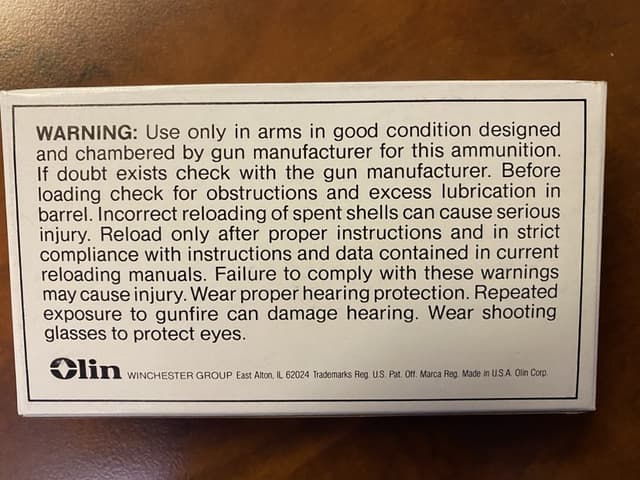 WARNING: Use only in arms in good condition designed
and chambered by gun manufacturer for this ammunition.
If doubt exists check with the gun manufacturer. Before
loading check for obstructions and excess lubrication in
barrel. Incorrect reloading of spent shells can cause serious
injury. Reload only after proper instructions and in strict
compliance with instructions and data contained in current
reloading manuals. Failure to comply with these warnings
may cause injury. Wear proper hearing protection. Repeated
exposure to gunfire can damage hearing. Wear shooting
glasses to protect eyes.
Olin WINCHESTER GROUP East Alton, IL 62024 Trademarks Reg. U.S. Pat. Off. Marca Reg. Made in U.S.A. Olin Corp.